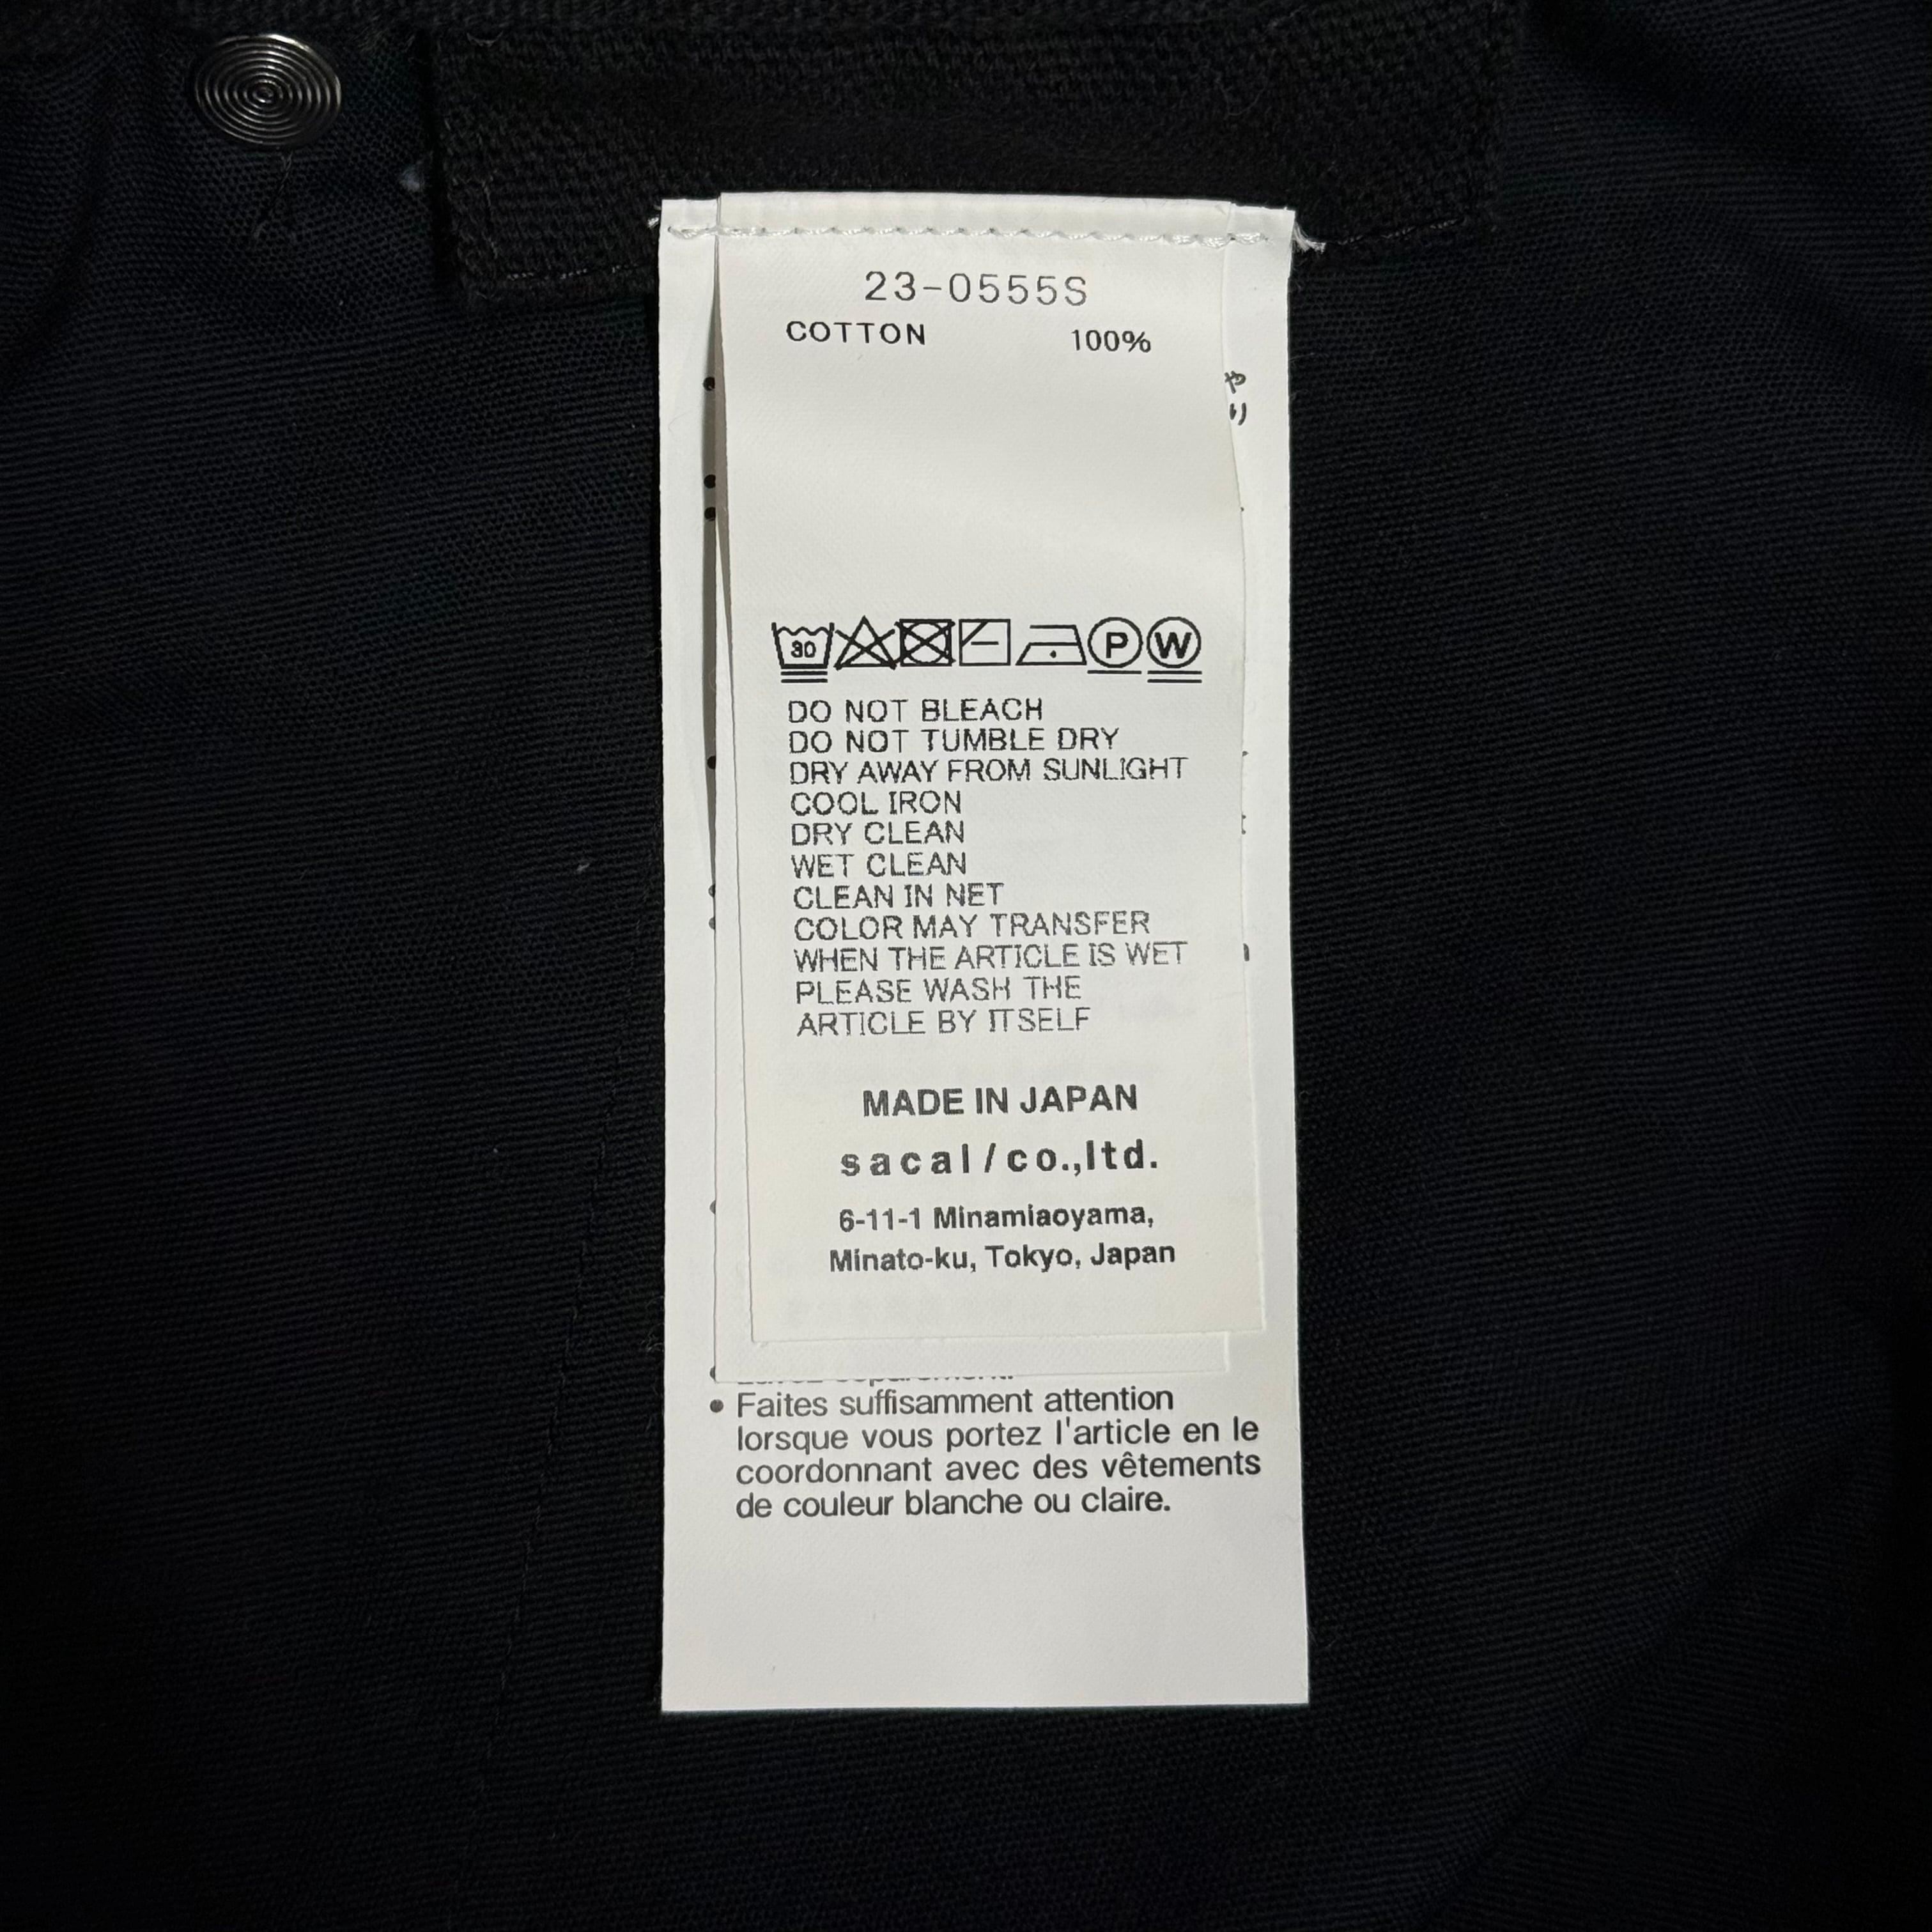 23-0555S
COTTON 100%
や
り
30
P
W
DO NOT BLEACH
DO NOT TUMBLE DRY
DRY AWAY FROM SUNLIGHT
COOL IRON
DRY CLEAN
WET CLEAN
CLEAN IN NET
COLOR MAY TRANSFER
WHEN THE ARTICLE IS WET
PLEASE WASH THE
ARTICLE BY ITSELF
MADE IN JAPAN
sacaI/co.,ltd.
6-11-1 Minamiaoyama,
Minato-ku, Tokyo, Japan
• Faites suffisamment attention
lorsque vous portez l'article en le
coordonnant avec des vêtements
de couleur blanche ou claire.